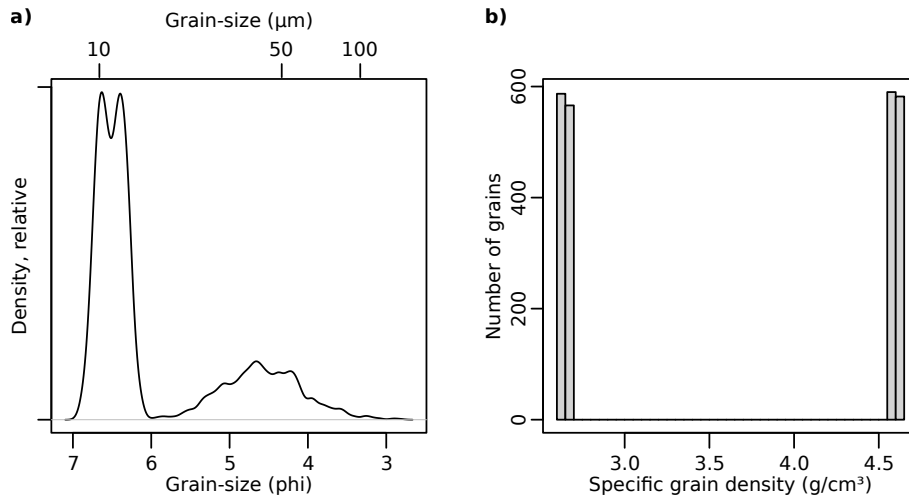 a)
Grain-size (µm)
10 50 100
Density, relative
7 6 5 4 3
Grain-size (phi)
b)
Number of grains
600
400
200
0
3.0 3.5 4.0 4.5
Specific grain density (g/cm³)